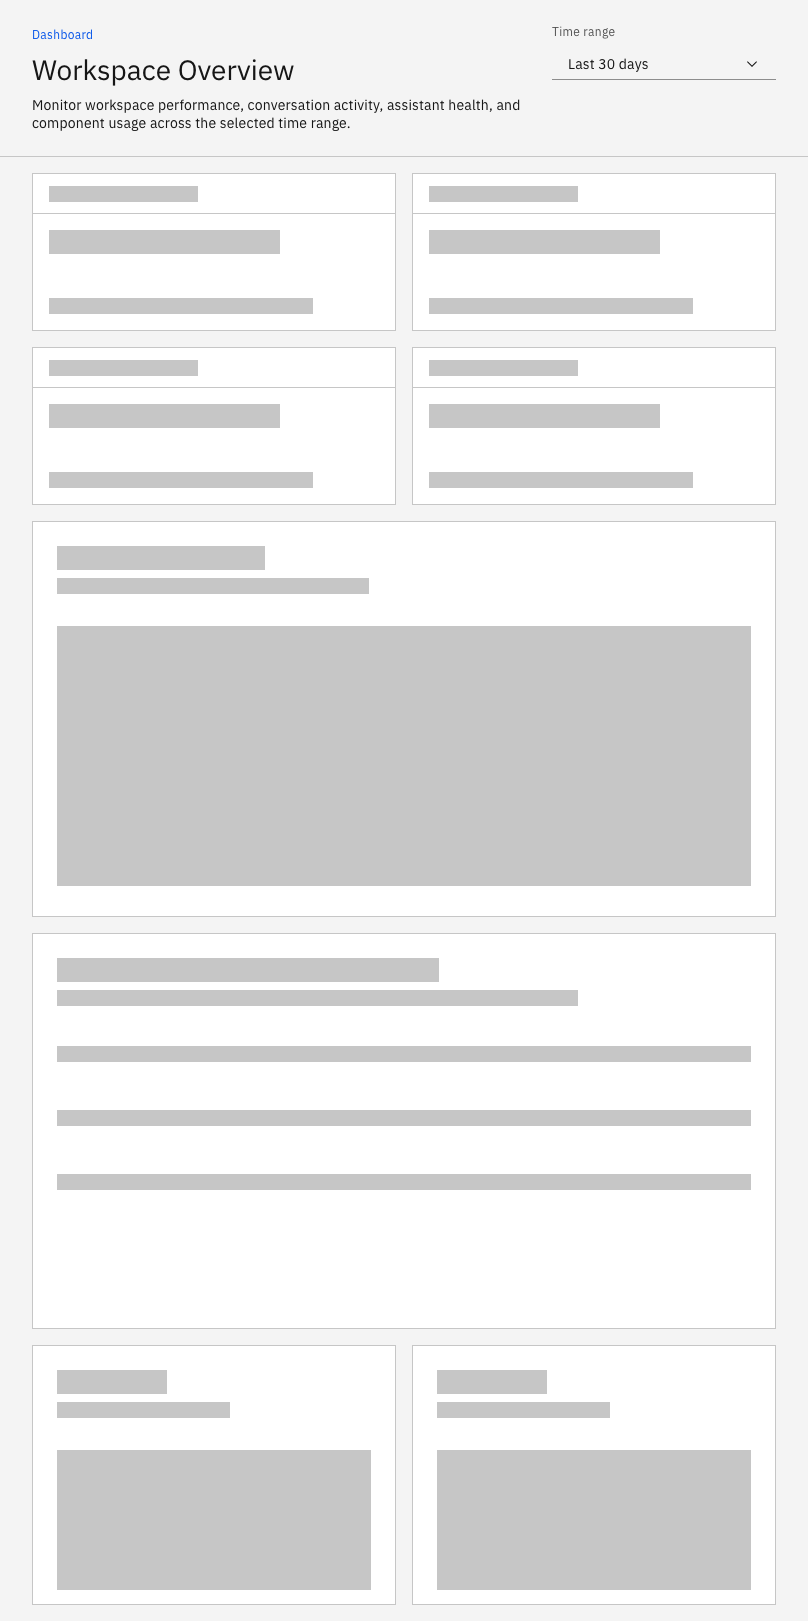 Dashboard
Workspace Overview
Monitor workspace performance, conversation activity, assistant health, and
component usage across the selected time range.
Time range
Last 30 days